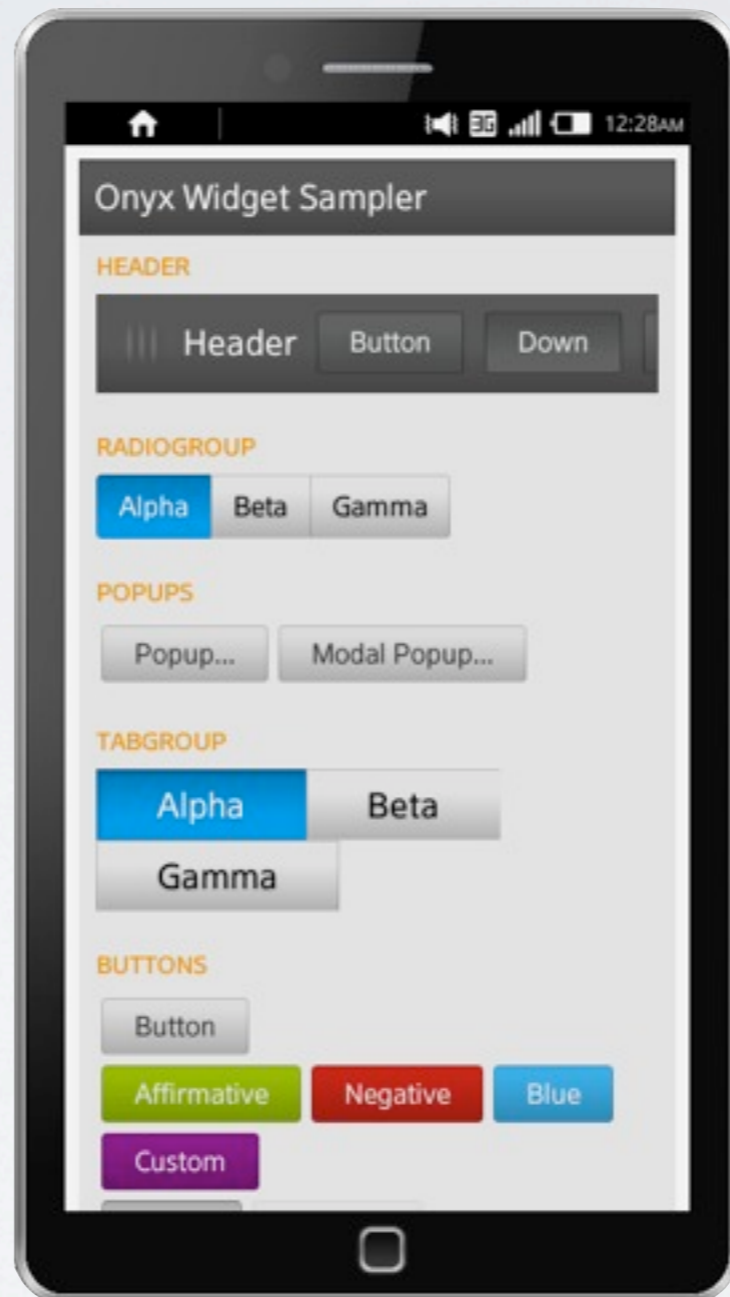 3G 12:28AM
Onyx Widget Sampler
HEADER
Header Button Down
RADIOGROUP
Alpha Beta Gamma
POPUPS
Popup... Modal Popup...
TABGROUP
Alpha Beta
Gamma
BUTTONS
Button
Affirmative Negative Blue
Custom